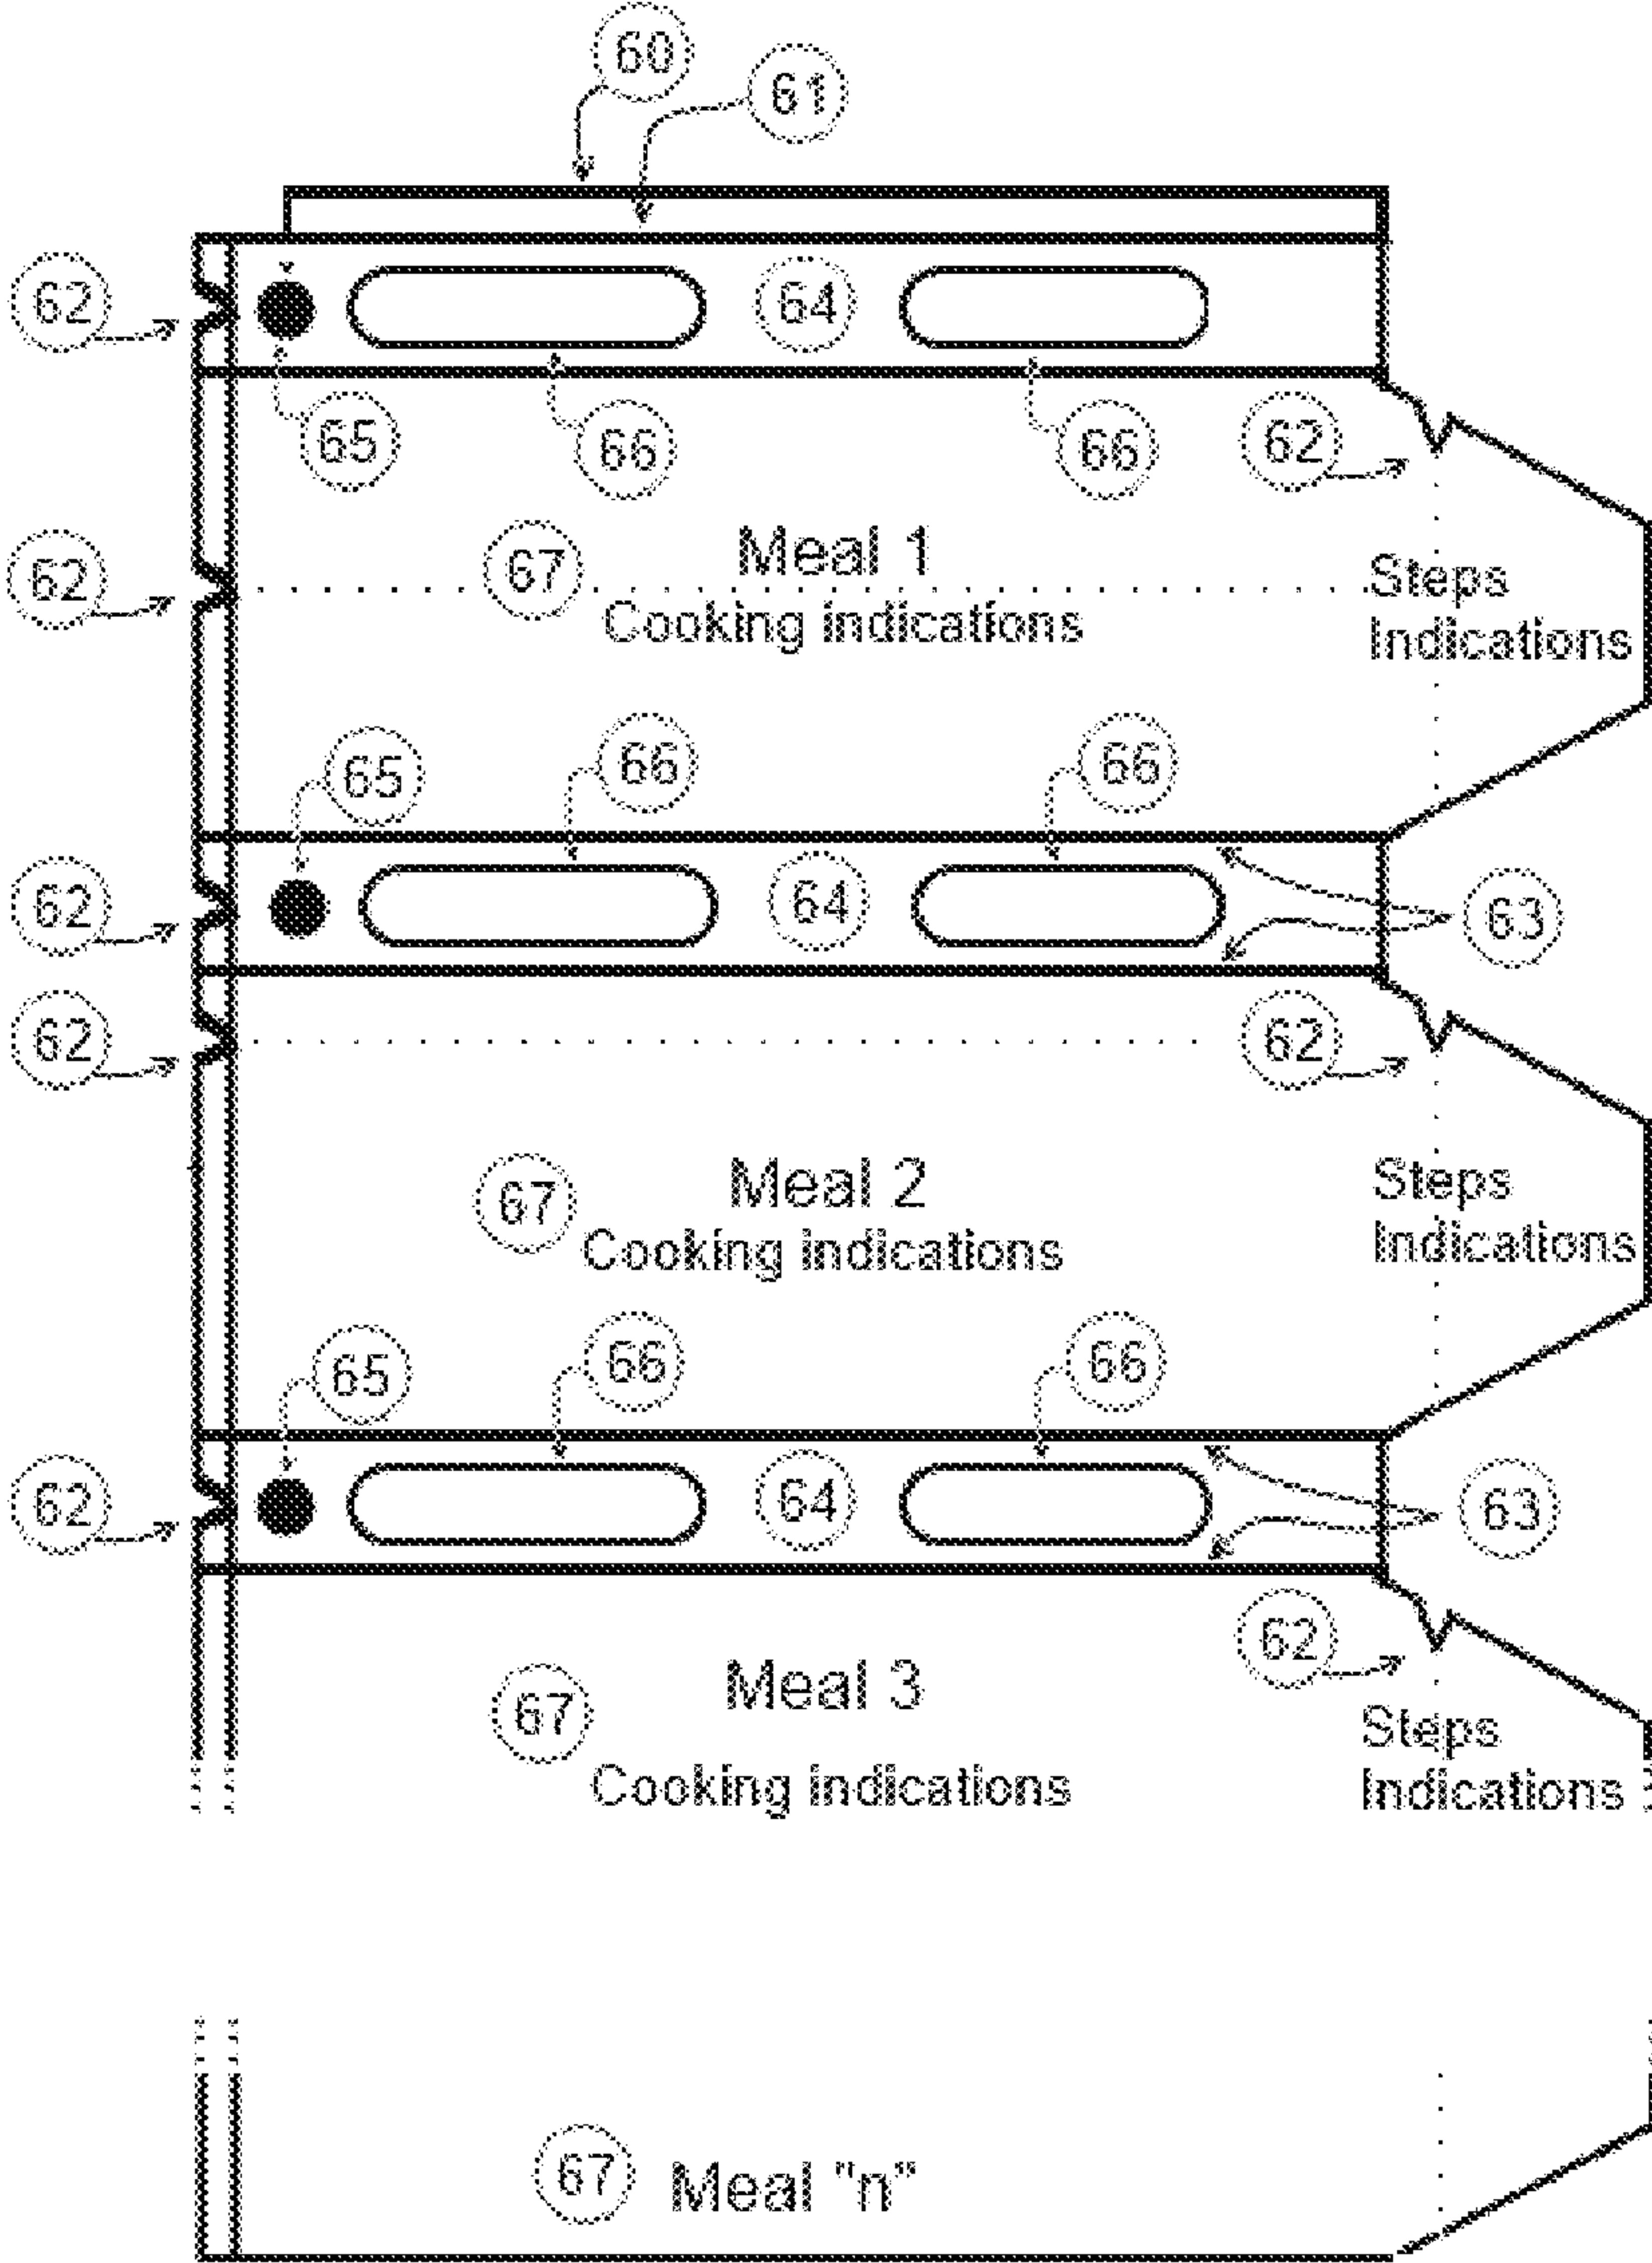 60
61
62 64
65 66 66 62
Meal 1
62 67 Steps
Cooking indications Indications
65 66 66
62 64 63
62 62
Meal 2 Steps
67 Cooking indications Indications
65 66 66
62 64 63
62
Meal 3
67 Steps
Cooking indications Indications
67 Meal "n"